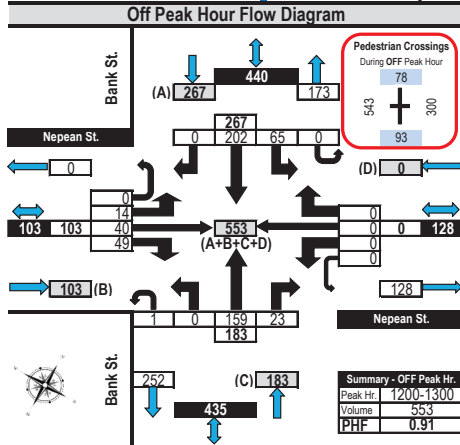 Off Peak Hour Flow Diagram
Bank St.
440
(A) 267
173
Pedestrian Crossings
During OFF Peak Hour
78
543
300
93
267
0 202 65 0
Nepean St.
0
(D) 0
0
14
103 103 40
49
553
(A+B+C+D)
0
0
0
0
0 128
103 (B)
128
1 0 159 23
183
Nepean St.
Bank St.
252
(C) 183
435
Summary - OFF Peak Hr.
Peak Hr. 1200-1300
Volume 553
PHF 0.91